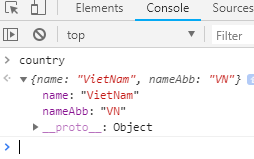 Elements Console Sources
top Filter
country
{name: "VietNam", nameAbb: "VN"}
name: "VietNam"
nameAbb: "VN"
__proto__: Object